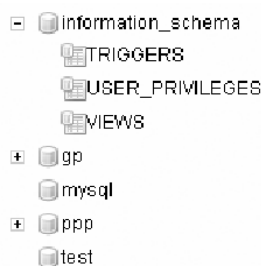 information_schema
TRIGGERS
USER_PRIVILEGES
VIEWS
gp
mysql
ppp
test